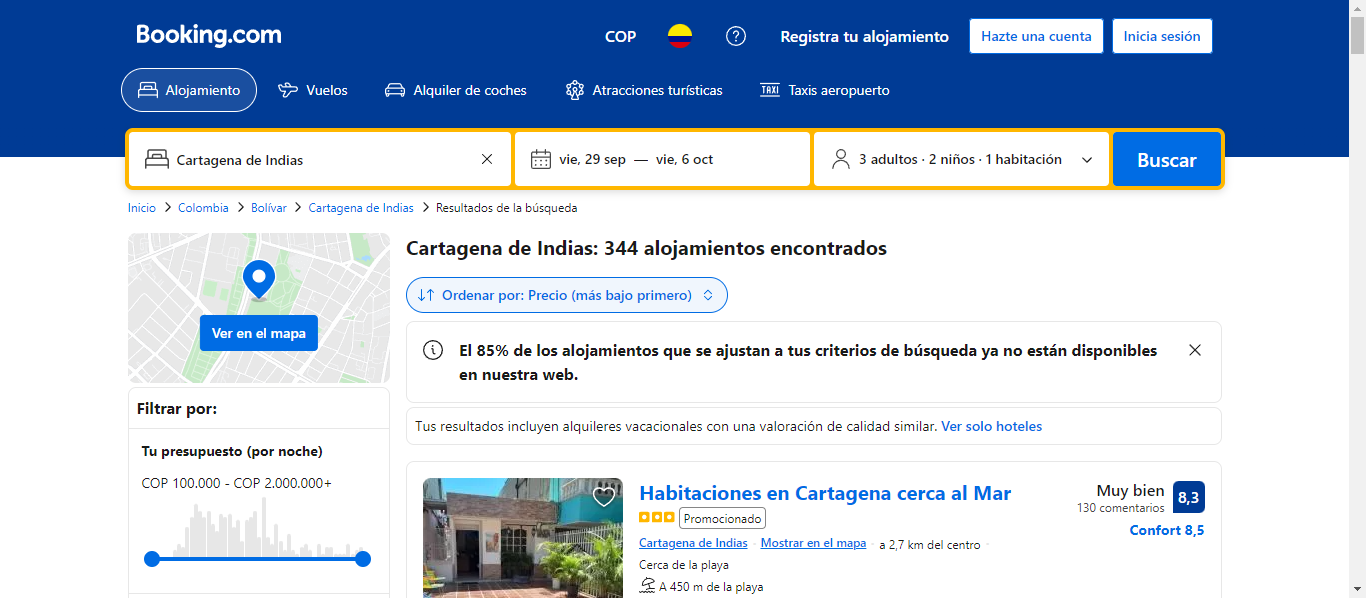 Booking.com
COP
Registra tu alojamiento
Hazte una cuenta
Inicia sesión
Alojamiento
Vuelos
Alquiler de coches
Atracciones turísticas
TAXI Taxis aeropuerto
Cartagena de Indias
vie, 29 sep — vie, 6 oct
3 adultos · 2 niños · 1 habitación
Buscar
Inicio > Colombia > Bolívar > Cartagena de Indias > Resultados de la búsqueda
Ver en el mapa
Filtrar por:
Tu presupuesto (por noche)
COP 100.000 - COP 2.000.000+
Cartagena de Indias: 344 alojamientos encontrados
Ordenar por: Precio (más bajo primero)
El 85% de los alojamientos que se ajustan a tus criterios de búsqueda ya no están disponibles
en nuestra web.
Tus resultados incluyen alquileres vacacionales con una valoración de calidad similar. Ver solo hoteles
Habitaciones en Cartagena cerca al Mar
Promocionado
Cartagena de Indias · Mostrar en el mapa · a 2,7 km del centro ·
Cerca de la playa
A 450 m de la playa
Muy bien
130 comentarios
8,3
Confort 8,5